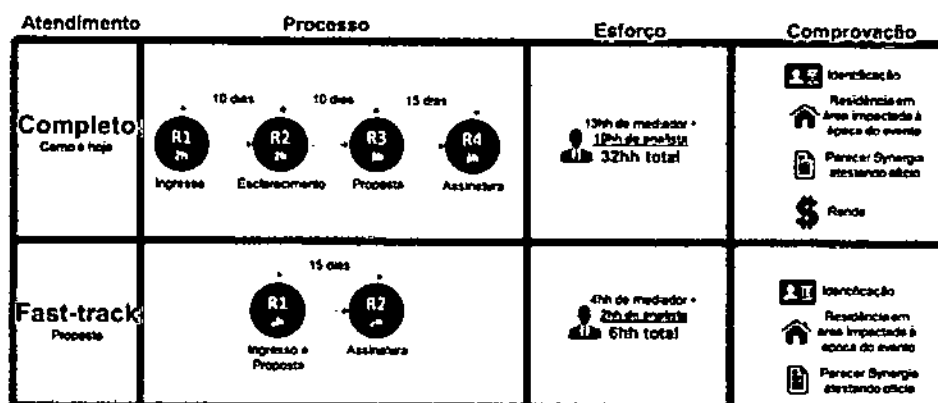 Atendimento
Processo
Esforço
Comprovação
Completo
Como é hoje
10 dias
10 dias
15 dias
R1
2h
Ingresso
R2
Esclarecimento
R3
Proposta
R4
Assinatura
13hh de mediador +
19hh de analista
32hh total
Identificação
Residência em
área impactada à
época do evento
Parecer Synergia
atestando ofício
Renda
Fast-track
Proposta
15 dias
R1
Ingresso e
Proposta
R2
Assinatura
4hh de mediador +
2hh de analista
6hh total
Identificação
Residência em
área impactada à
época do evento
Parecer Synergia
atestando ofício